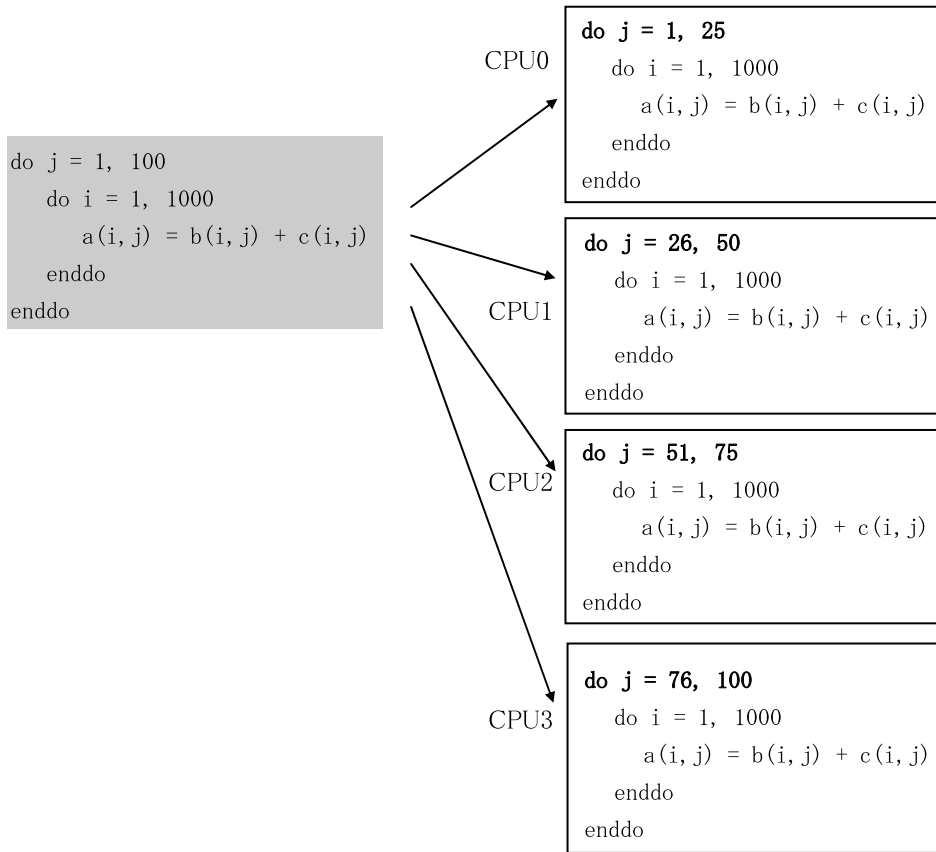 do j = 1, 100
do i = 1, 1000
a(i, j) = b(i, j) + c(i, j)
enddo
enddo
CPU0
do j = 1, 25
do i = 1, 1000
a(i, j) = b(i, j) + c(i, j)
enddo
enddo
CPU1
do j = 26, 50
do i = 1, 1000
a(i, j) = b(i, j) + c(i, j)
enddo
enddo
CPU2
do j = 51, 75
do i = 1, 1000
a(i, j) = b(i, j) + c(i, j)
enddo
enddo
CPU3
do j = 76, 100
do i = 1, 1000
a(i, j) = b(i, j) + c(i, j)
enddo
enddo